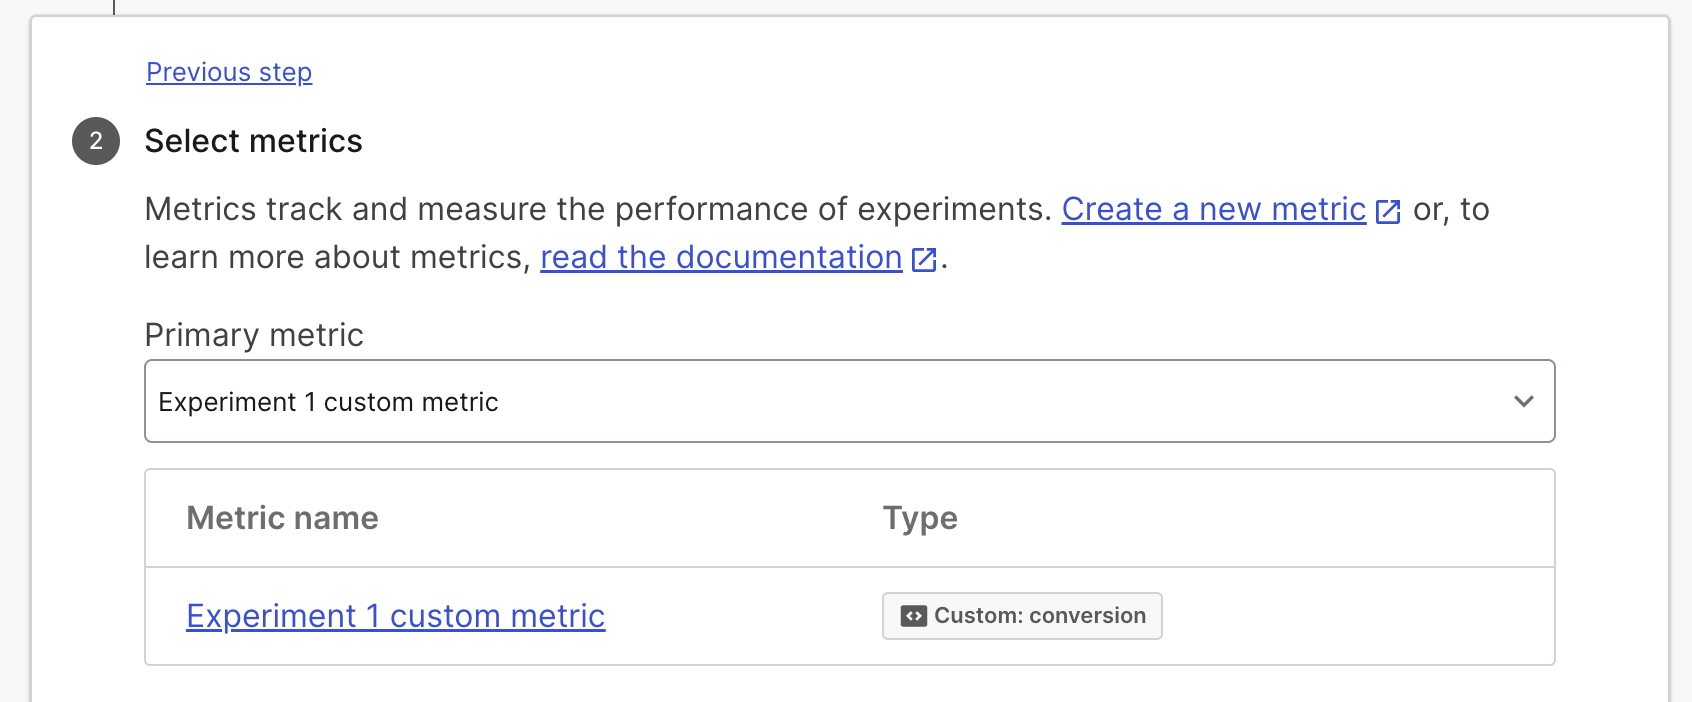 Previous step
2 Select metrics
Metrics track and measure the performance of experiments. Create a new metric or, to
learn more about metrics, read the documentation.
Primary metric
Experiment 1 custom metric
Metric name Type
Experiment 1 custom metric Custom: conversion